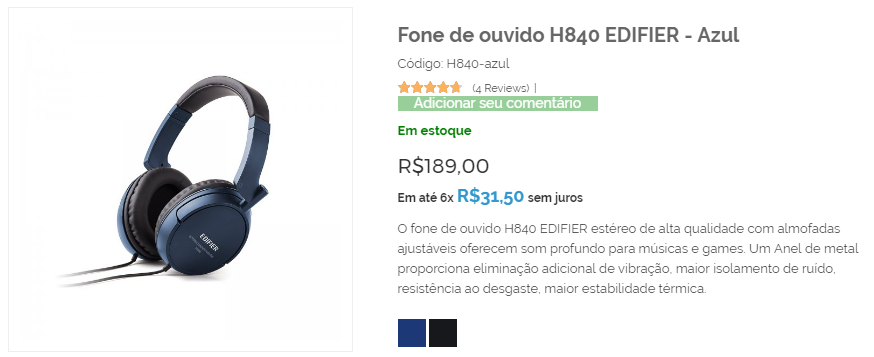 Fone de ouvido H840 EDIFIER - Azul
Código: H840-azul
(4 Reviews) |
Adicionar seu comentário
Em estoque
R$189,00
Em até 6x R$31,50 sem juros
O fone de ouvido H840 EDIFIER estéreo de alta qualidade com almofadas
ajustáveis oferecem som profundo para músicas e games. Um Anel de metal
proporciona eliminação adicional de vibração, maior isolamento de ruído,
resistência ao desgaste, maior estabilidade térmica.
EDIFIER